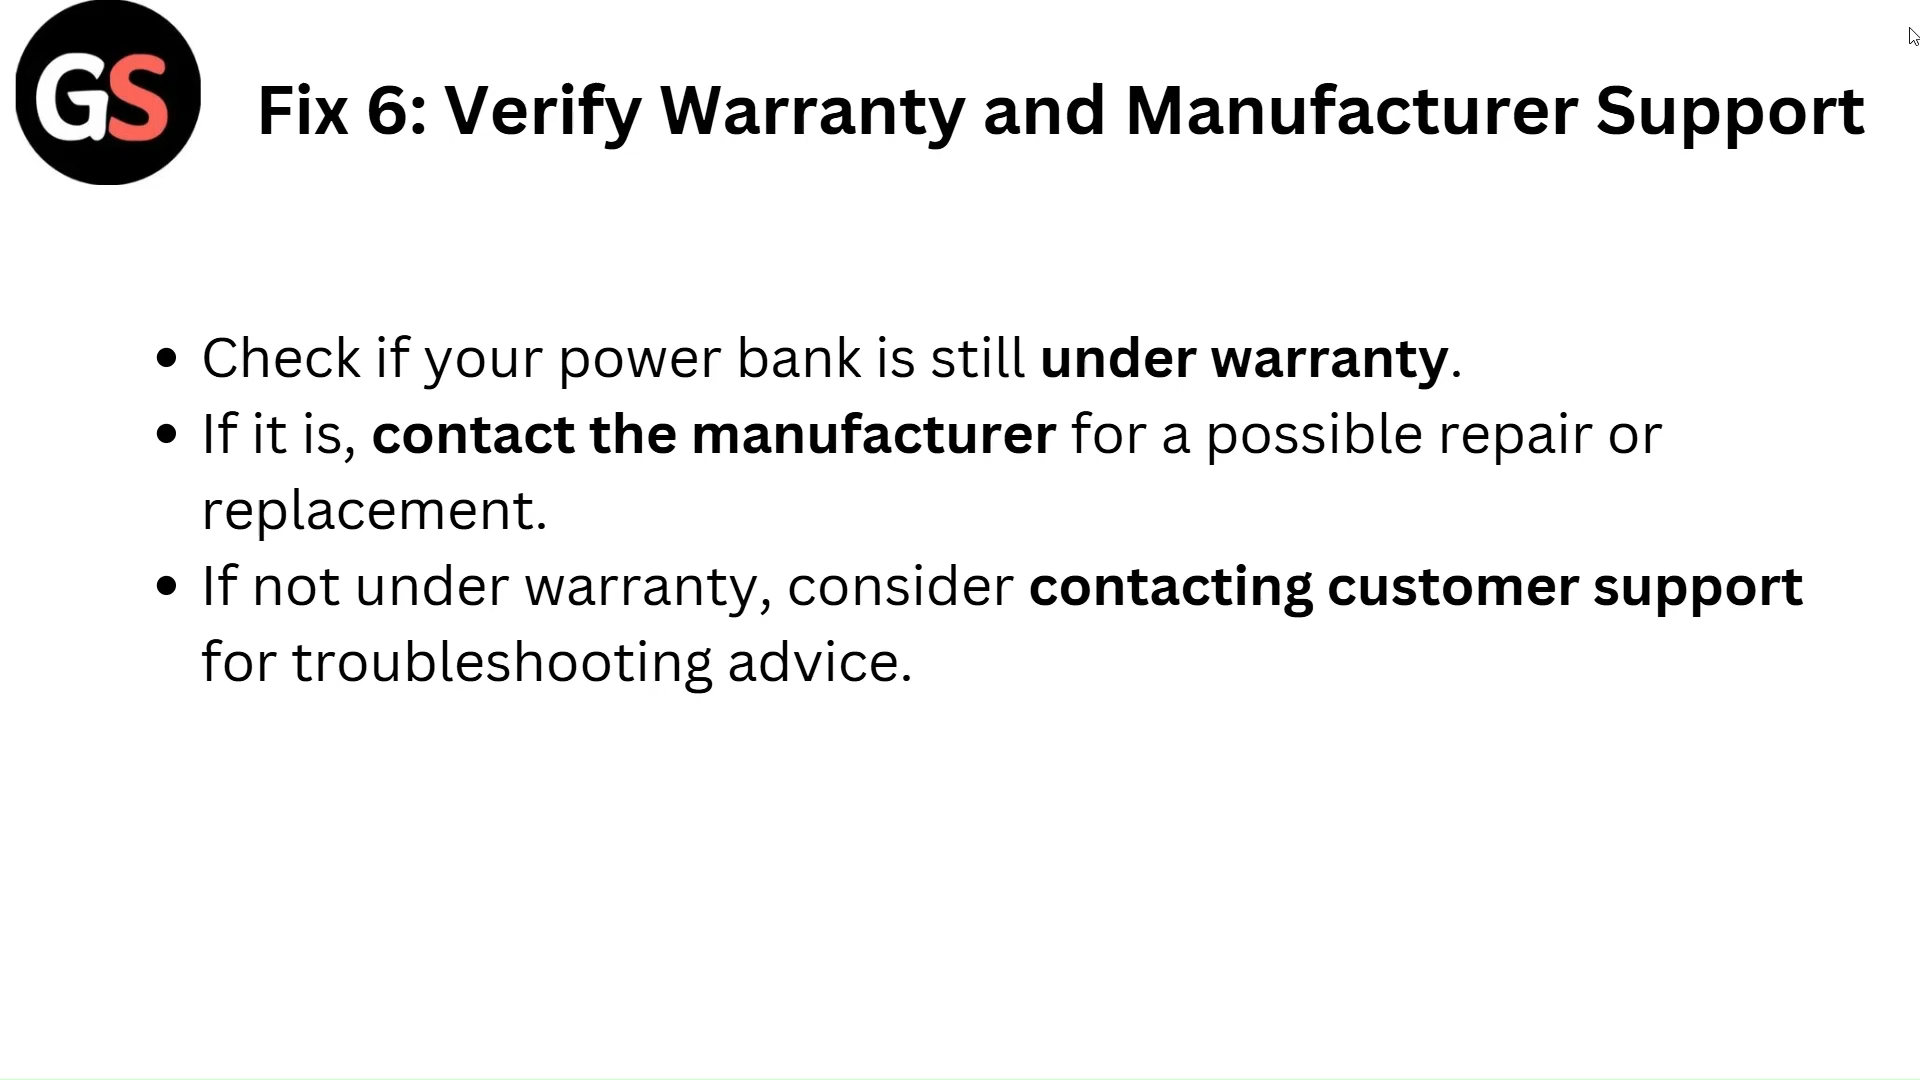 GS
Fix 6: Verify Warranty and Manufacturer Support
• Check if your power bank is still under warranty.
• If it is, contact the manufacturer for a possible repair or
replacement.
• If not under warranty, consider contacting customer support
for troubleshooting advice.